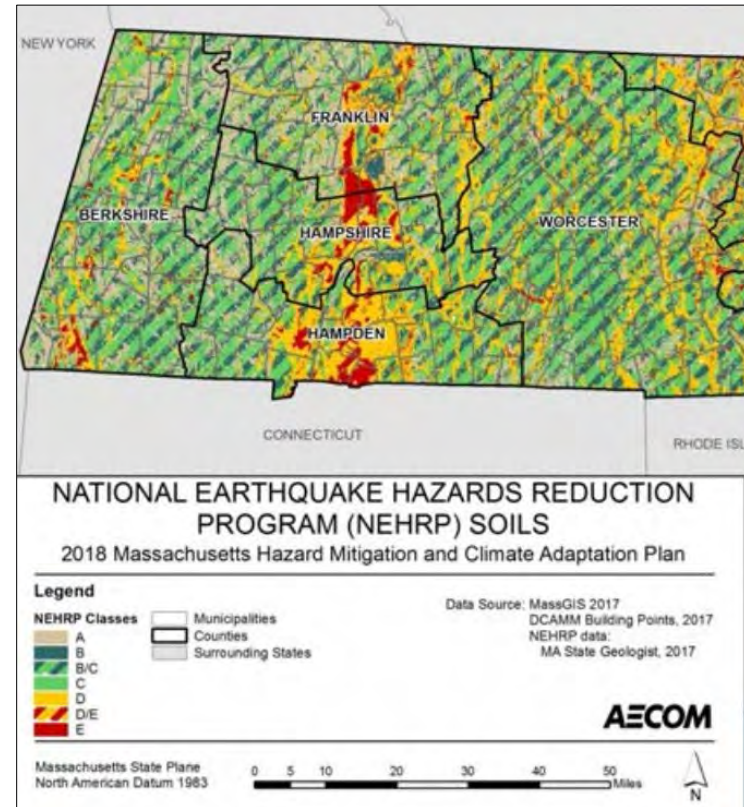 NEW YORK
FRANKLIN
BERKSHIRE
HAMPSHIRE
WORCESTER
HAMPDEN
CONNECTICUT
RHODE ISL
NATIONAL EARTHQUAKE HAZARDS REDUCTION
PROGRAM (NEHRP) SOILS
2018 Massachusetts Hazard Mitigation and Climate Adaptation Plan
Legend
NEHRP Classes
A
B
B/C
C
D
D/E
E
Municipalities
Counties
Surrounding States
Data Source: MassGIS 2017
DCAMM Building Points, 2017
NEHRP data:
MA State Geologist, 2017
AECOM
Massachusetts State Plane
North American Datum 1983
0 5 10 20 30 40 50
Miles
N